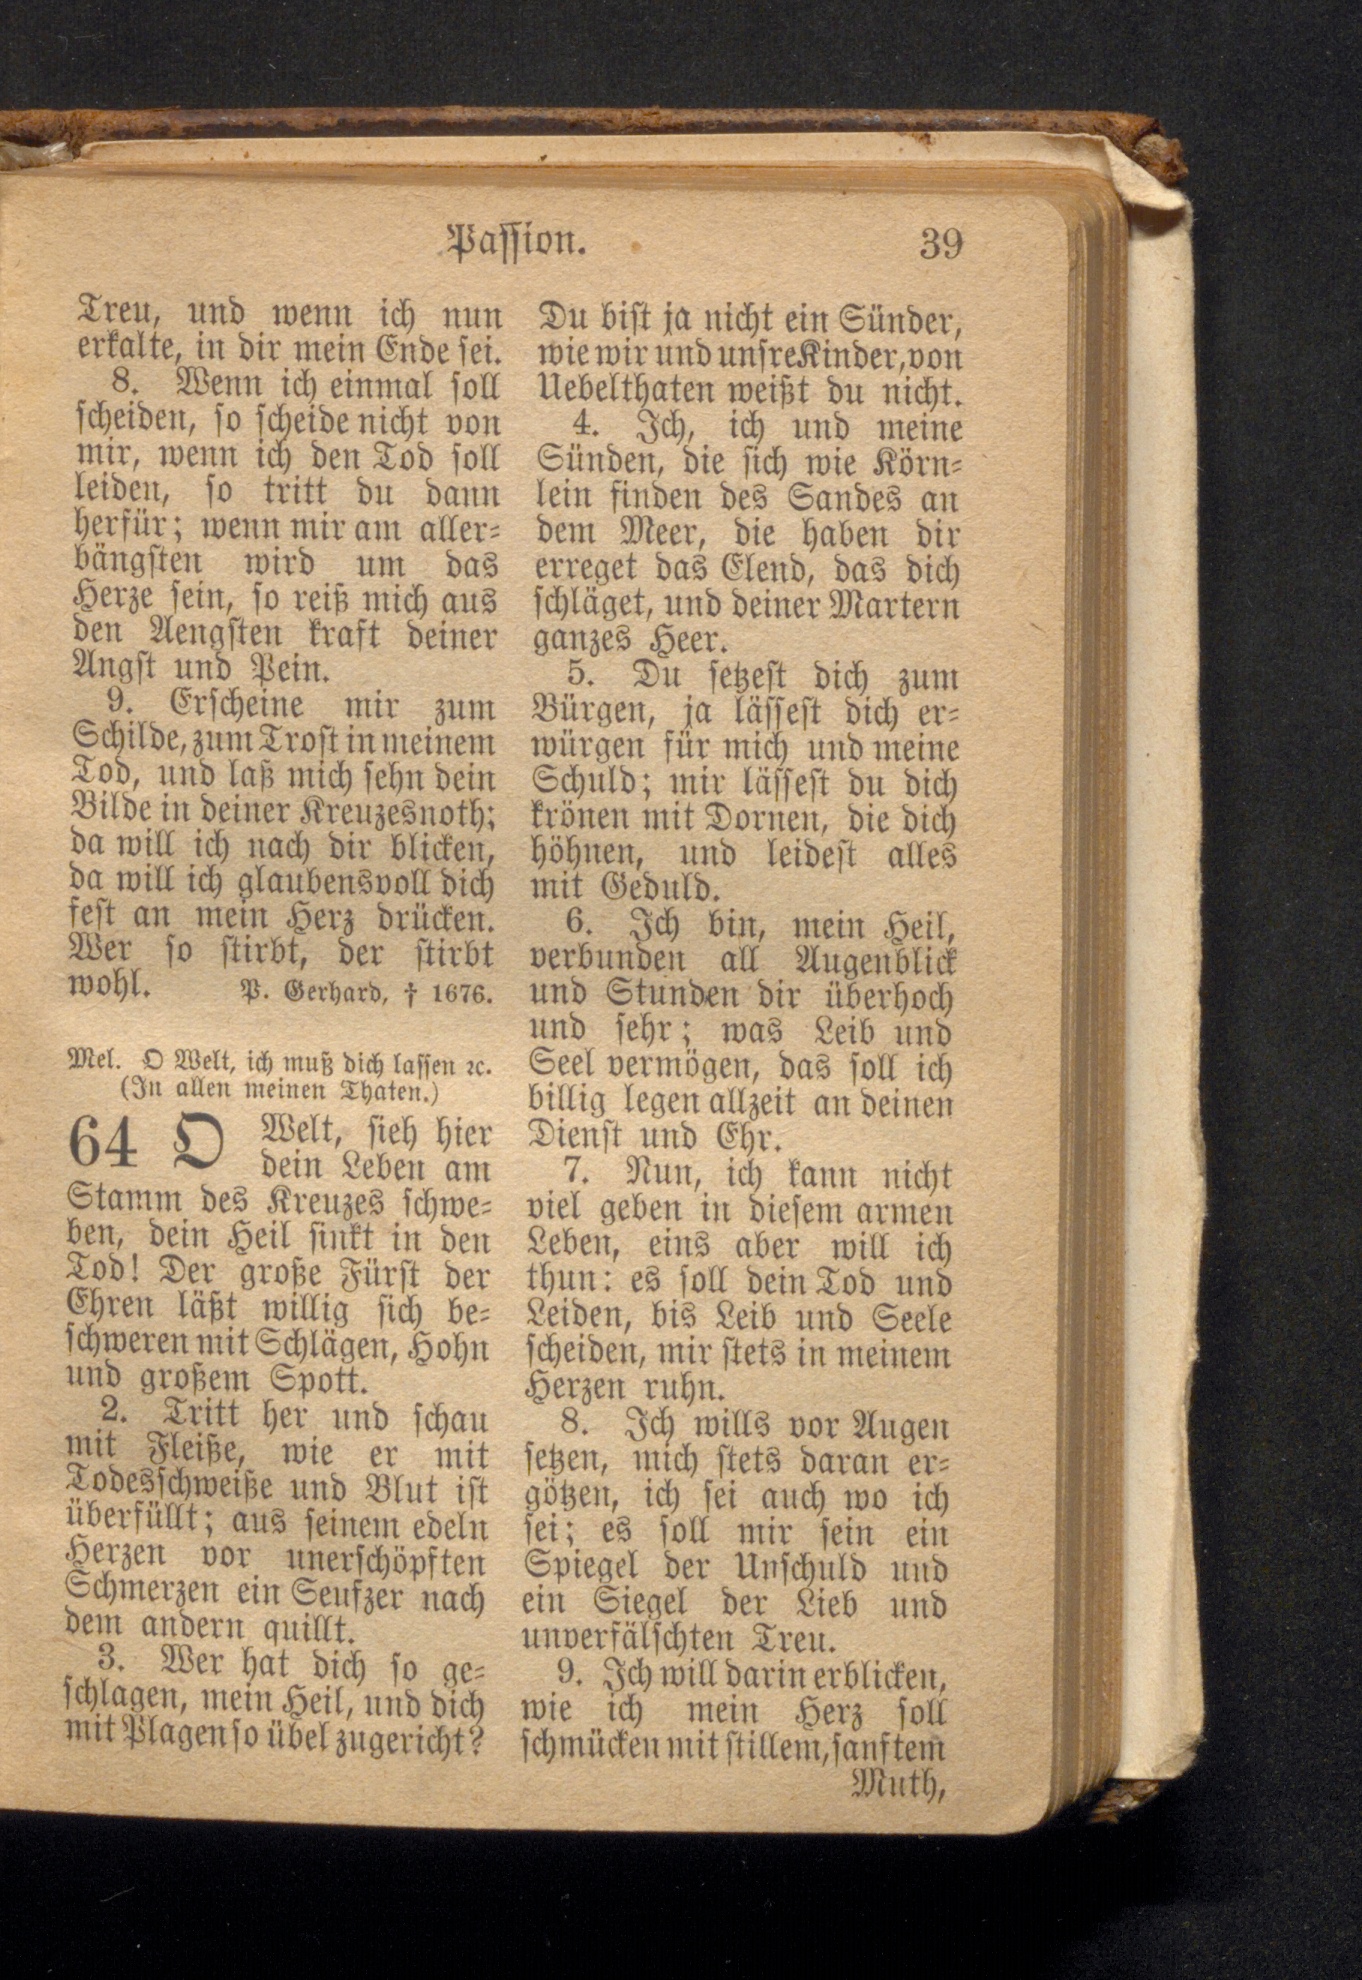 Passion. 39
Treu, und wenn ich nun
erkalte, in dir mein Ende sei.
8. Wenn ich einmal soll
scheiden, so scheide nicht von
mir, wenn ich den Tod soll
leiden, so tritt du dann
herfür; wenn mir am aller-
bängsten wird um das
Herze sein, so reiß mich aus
den Aengsten kraft deiner
Angst und Pein.
9. Erscheine mir zum
Schilde, zum Trost in meinem
Tod, und laß mich sehn dein
Bilde in deiner Kreuzesnoth;
da will ich nach dir blicken,
da will ich glaubensvoll dich
fest an mein Herz drücken.
Wer so stirbt, der stirbt
wohl. P. Gerhard, † 1676.
Mel. O Welt, ich muß dich lassen ꝛc.
(In allen meinen Thaten.)
64 O Welt, sieh hier
dein Leben am
Stamm des Kreuzes schwe-
ben, dein Heil sinkt in den
Tod! Der große Fürst der
Ehren läßt willig sich be-
schweren mit Schlägen, Hohn
und großem Spott.
2. Tritt her und schau
mit Fleiße, wie er mit
Todesschweiße und Blut ist
überfüllt; aus seinem edeln
Herzen vor unerschöpften
Schmerzen ein Seufzer nach
dem andern quillt.
3. Wer hat dich so ge-
schlagen, mein Heil, und dich
mit Plagen so übel zugericht?
Du bist ja nicht ein Sünder,
wie wir und unsre Kinder, von
Uebelthaten weißt du nicht.
4. Ich, ich und meine
Sünden, die sich wie Körn-
lein finden des Sandes an
dem Meer, die haben dir
erreget das Elend, das dich
schläget, und deiner Martern
ganzes Heer.
5. Du setzest dich zum
Bürgen, ja lässest dich er-
würgen für mich und meine
Schuld; mir lässest du dich
krönen mit Dornen, die dich
höhnen, und leidest alles
mit Geduld.
6. Ich bin, mein Heil,
verbunden all Augenblick
und Stunden dir überhoch
und sehr; was Leib und
Seel vermögen, das soll ich
billig legen allzeit an deinen
Dienst und Ehr.
7. Nun, ich kann nicht
viel geben in diesem armen
Leben, eins aber will ich
thun: es soll dein Tod und
Leiden, bis Leib und Seele
scheiden, mir stets in meinem
Herzen ruhn.
8. Ich wills vor Augen
setzen, mich stets daran er-
götzen, ich sei auch wo ich
sei; es soll mir sein ein
Spiegel der Unschuld und
ein Siegel der Lieb und
unverfälschten Treu.
9. Ich will darin erblicken,
wie ich mein Herz soll
schmücken mit stillem, sanftem
Muth,